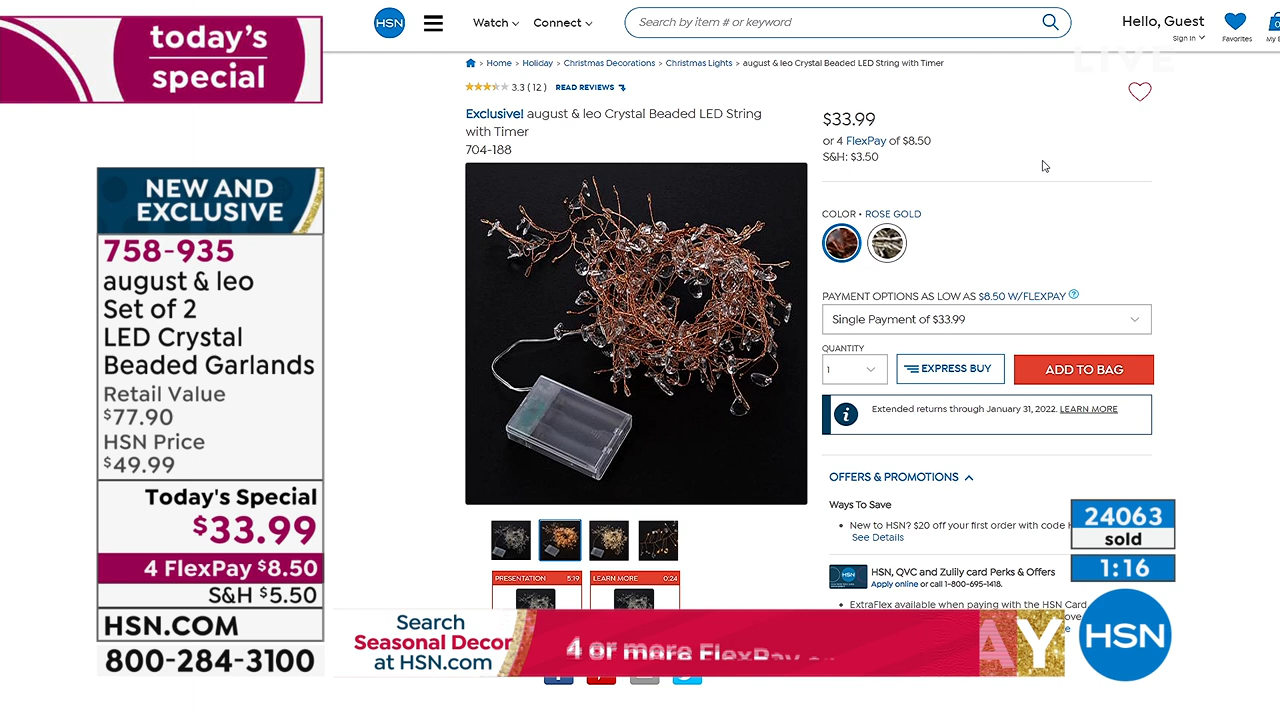 today's
special
NEW AND
EXCLUSIVE
758-935
august & leo
Set of 2
LED Crystal
Beaded Garlands
Retail Value
$77.90
HSN Price
$49.99
Today's Special
$33.99
4 FlexPay $8.50
S&H $5.50
HSN.COM
800-284-3100
HSN
Watch
Connect
Search by item # or keyword
Hello, Guest
Sign In
Favorites
LIVE
> Home > Holiday > Christmas Decorations > Christmas Lights > august & leo Crystal Beaded LED String with Timer
3.3 ( 12 ) READ REVIEWS
Exclusive! august & leo Crystal Beaded LED String
with Timer
704-188
$33.99
or 4 FlexPay of $8.50
S&H: $3.50
COLOR • ROSE GOLD
PAYMENT OPTIONS AS LOW AS $8.50 W/FLEXPAY ?
Single Payment of $33.99
QUANTITY
1
EXPRESS BUY
ADD TO BAG
i
Extended returns through January 31, 2022. LEARN MORE
OFFERS & PROMOTIONS
Ways To Save
• New to HSN? $20 off your first order with code
See Details
HSN, QVC and Zulily card Perks & Offers
Apply online or call 1-800-695-1418.
• ExtraFlex available when paying with the HSN Card
PRESENTATION 5:19
LEARN MORE 0:24
24063
sold
1:16
Search
Seasonal Decor
at HSN.com
4 or more FlexPay
AY
HSN